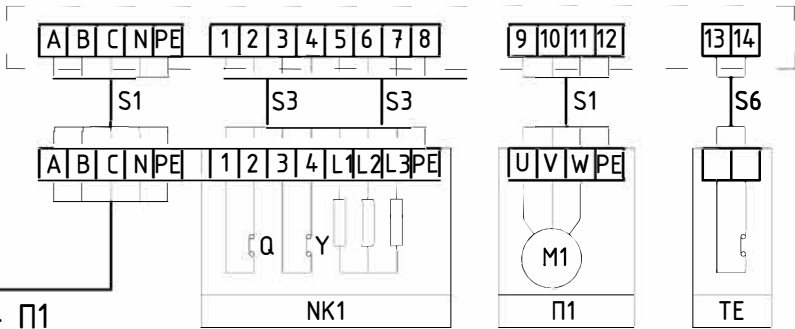 A B C N PE 1 2 3 4 5 6 7 8 9 10 11 12 13 14
S1 S3 S3 S1 S6
A B C N PE 1 2 3 4 L1 L2 L3 PE U V W PE
Q Y M1
П1 NK1 П1 TE